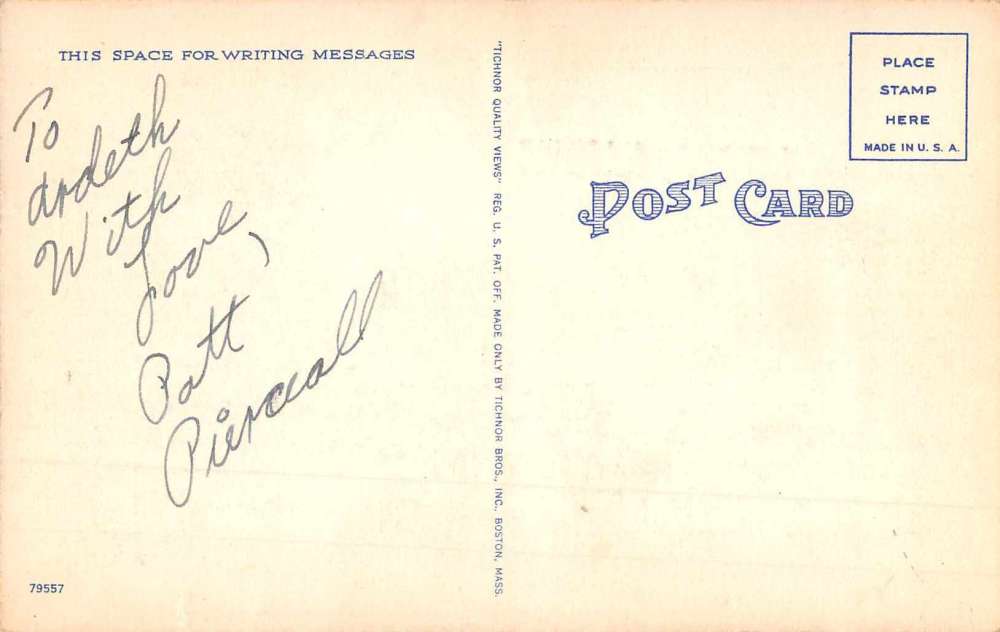 THIS SPACE FOR WRITING MESSAGES
To
Ardeth
With
Love,
Patt
"TICHNOR QUALITY VIEWS" REG. U. S. PAT. OFF. MADE ONLY BY TICHNOR BROS., INC., BOSTON, MASS.
PLACE
STAMP
HERE
MADE IN U. S. A.
POST CARD
79557